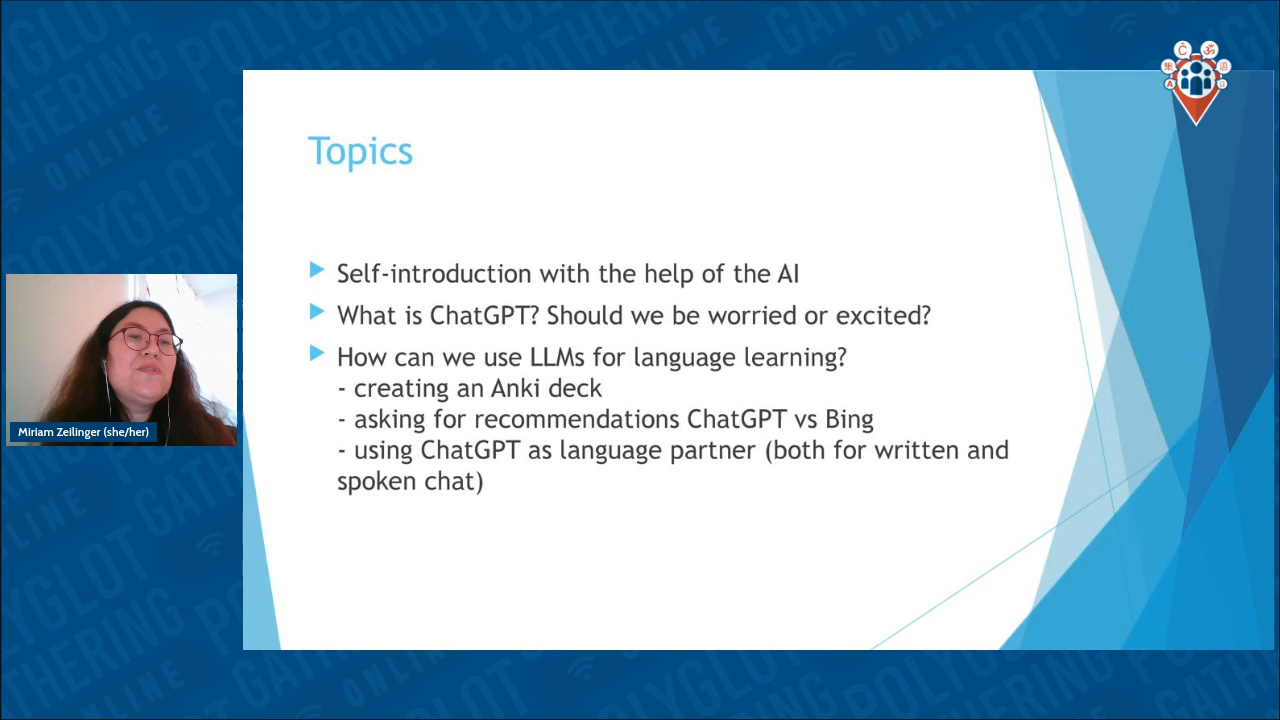 Topics
Self-introduction with the help of the AI
What is ChatGPT? Should we be worried or excited?
How can we use LLMs for language learning?
- creating an Anki deck
- asking for recommendations ChatGPT vs Bing
- using ChatGPT as language partner (both for written and
spoken chat)
Miriam Zeilinger (she/her)
POLYGLOT
GATHERING
ONLINE